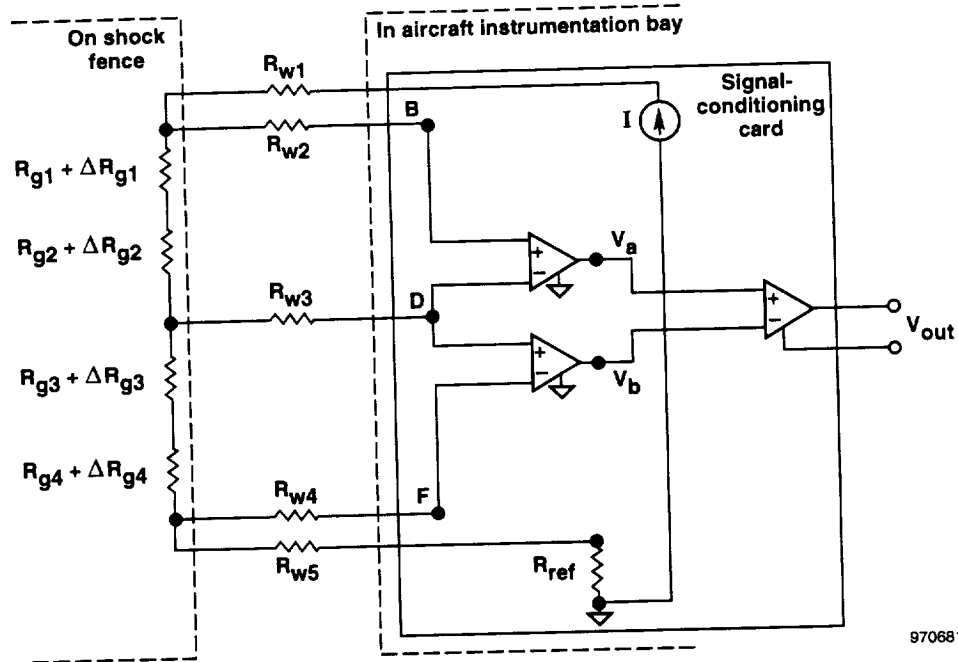 On shock
fence
In aircraft instrumentation bay
Signal-
conditioning
card
Rw1
B
I
Rw2
Rg1 + ΔRg1
Rg2 + ΔRg2
+
−
Va
D
Rw3
+
−
Vout
+
−
Vb
Rg3 + ΔRg3
Rg4 + ΔRg4
Rw4
F
Rw5
Rref
970681